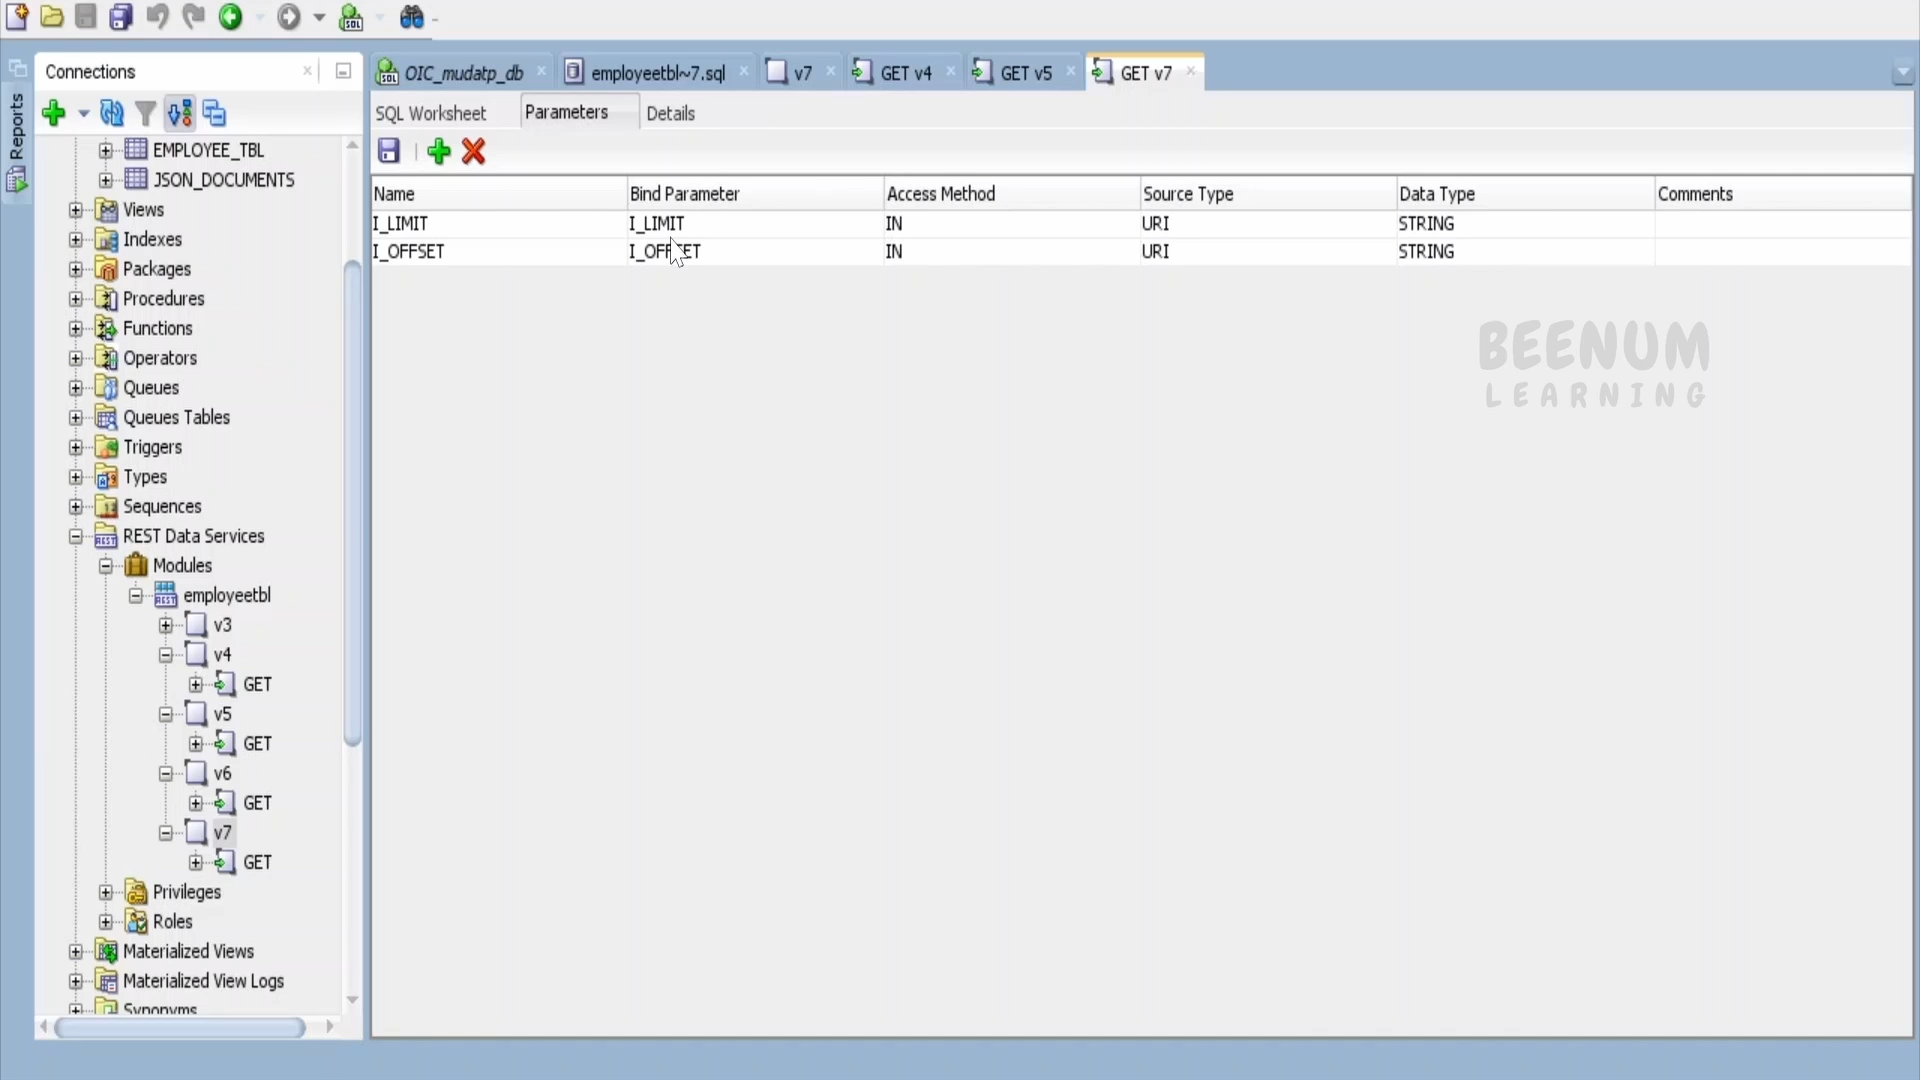 Reports
Connections
EMPLOYEE_TBL
JSON_DOCUMENTS
Views
Indexes
Packages
Procedures
Functions
Operators
Queues
Queues Tables
Triggers
Types
Sequences
REST Data Services
Modules
employeetbl
v3
v4
GET
v5
GET
v6
GET
v7
GET
Privileges
Roles
Materialized Views
Materialized View Logs
Synonyms
OIC_mudatp_db
employeetbl~7.sql
v7
GET v4
GET v5
GET v7
SQL Worksheet Parameters Details
Name Bind Parameter Access Method Source Type Data Type Comments
I_LIMIT I_LIMIT IN URI STRING
I_OFFSET I_OFFSET IN URI STRING
BEENUM
LEARNING